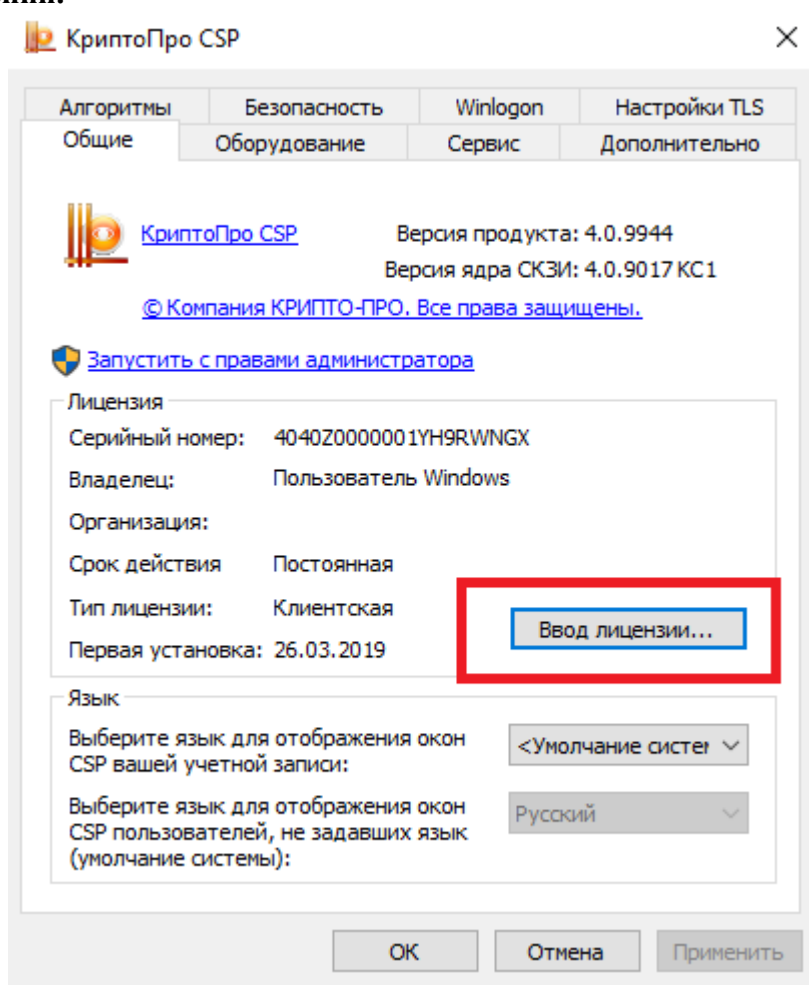 КриптоПро CSP
Алгоритмы Безопасность Winlogon Настройки TLS
Общие Оборудование Сервис Дополнительно
КриптоПро CSP Версия продукта: 4.0.9944
Версия ядра СКЗИ: 4.0.9017 КС1
© Компания КРИПТО-ПРО. Все права защищены.
Запустить с правами администратора
Лицензия
Серийный номер: 4040Z0000001YH9RWNGX
Владелец: Пользователь Windows
Организация:
Срок действия Постоянная
Тип лицензии: Клиентская
Ввод лицензии...
Первая установка: 26.03.2019
Язык
Выберите язык для отображения окон
CSP вашей учетной записи:
<Умолчание систем
Выберите язык для отображения окон
CSP пользователей, не задавших язык
(умолчание системы):
Русский
ОК Отмена Применить